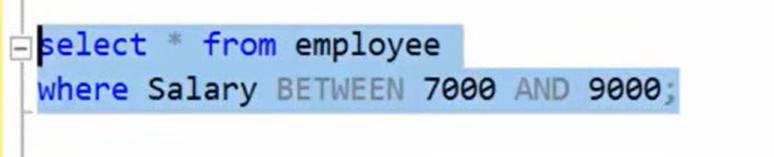 select * from employee
where Salary BETWEEN 7000 AND 9000;